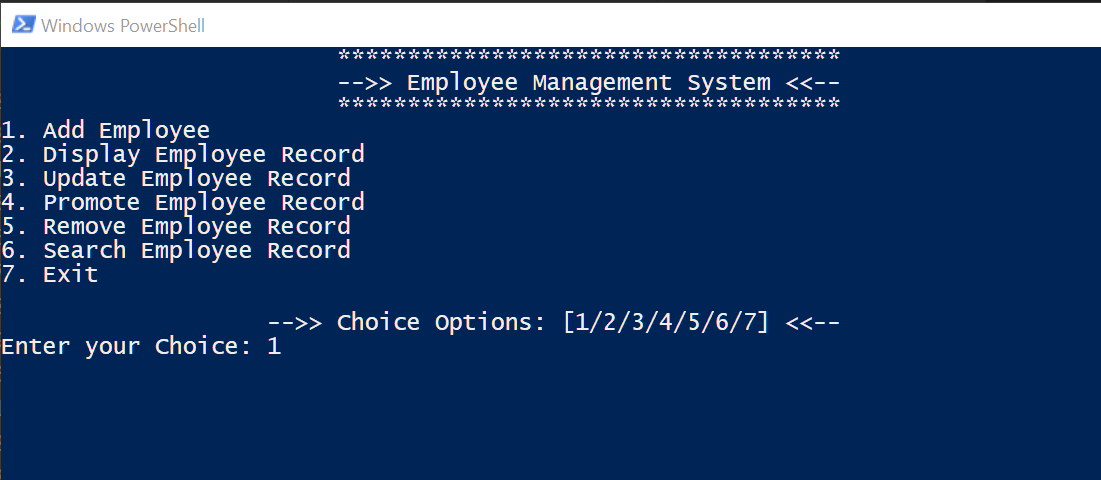 Windows PowerShell
************************************
-->> Employee Management System <<--
************************************
1. Add Employee
2. Display Employee Record
3. Update Employee Record
4. Promote Employee Record
5. Remove Employee Record
6. Search Employee Record
7. Exit
-->> Choice Options: [1/2/3/4/5/6/7] <<--
Enter your Choice: 1